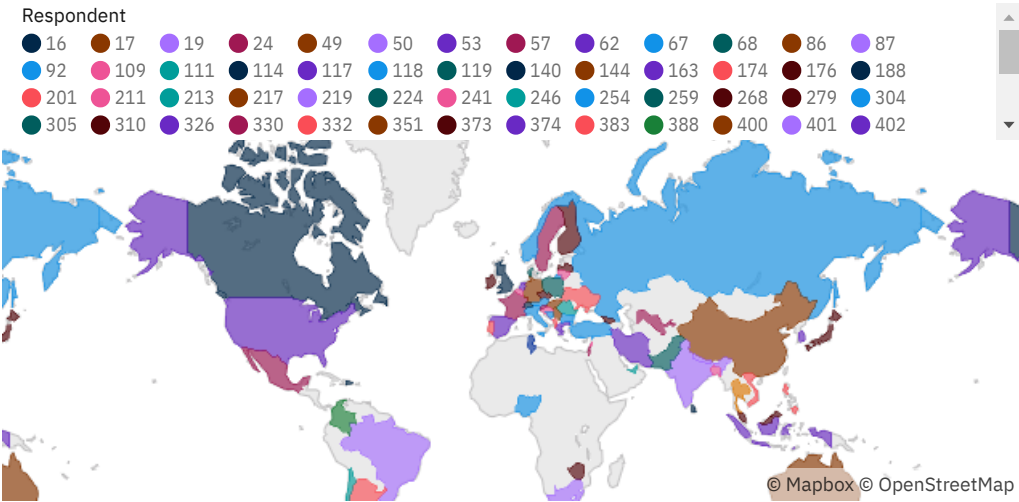 Respondent
16 17 19 24 49 50 53 57 62 67 68 86 87
92 109 111 114 117 118 119 140 144 163 174 176 188
201 211 213 217 219 224 241 246 254 259 268 279 304
305 310 326 330 332 351 373 374 383 388 400 401 402
© Mapbox © OpenStreetMap